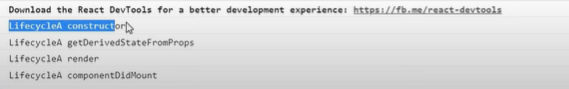 Download the React DevTools for a better development experience: https://fb.me/react-devtools
LifecycleA constructor
LifecycleA getDerivedStateFromProps
LifecycleA render
LifecycleA componentDidMount